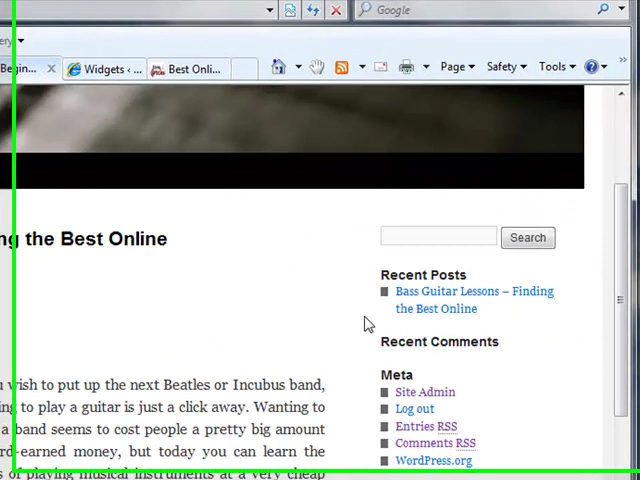 Google
ery
Begin... Widgets ‹ ... Best Onli... Page Safety Tools
ng the Best Online
Search
Recent Posts
Bass Guitar Lessons – Finding
the Best Online
Recent Comments
Meta
Site Admin
Log out
Entries RSS
Comments RSS
WordPress.org
u wish to put up the next Beatles or Incubus band,
ng to play a guitar is just a click away. Wanting to
a band seems to cost people a pretty big amount
rd-earned money, but today you can learn the
s of playing musical instruments at a very cheap